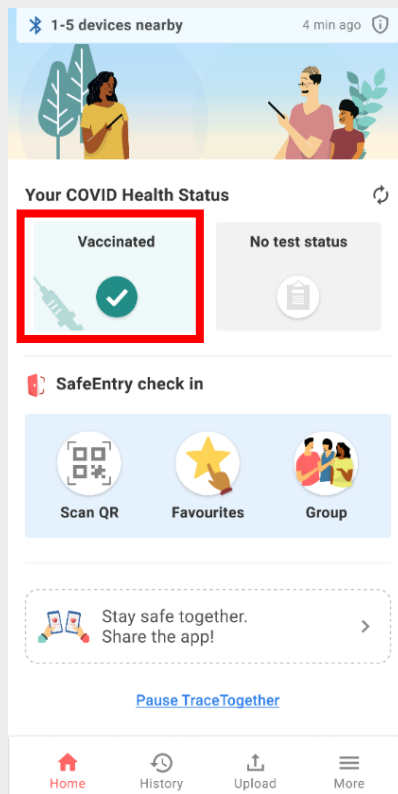 1-5 devices nearby 4 min ago
Your COVID Health Status
Vaccinated No test status
SafeEntry check in
Scan QR Favourites Group
Stay safe together.
Share the app!
Pause TraceTogether
Home History Upload More